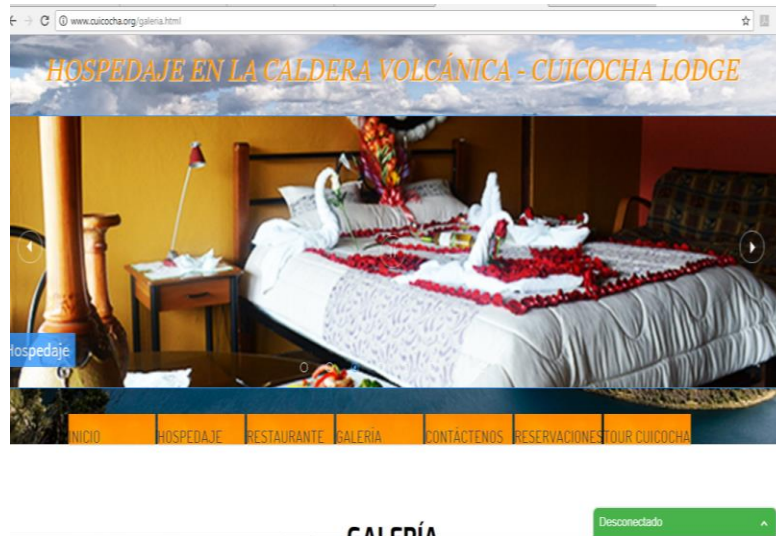 www.cuicocha.org/galeria.html
HOSPEDAJE EN LA CALDERA VOLCÁNICA - CUICOCHA LODGE
Hospedaje
INICIO HOSPEDAJE RESTAURANTE GALERÍA CONTÁCTENOS RESERVACIONES TOUR CUICOCHA
GALERÍA
Desconectado